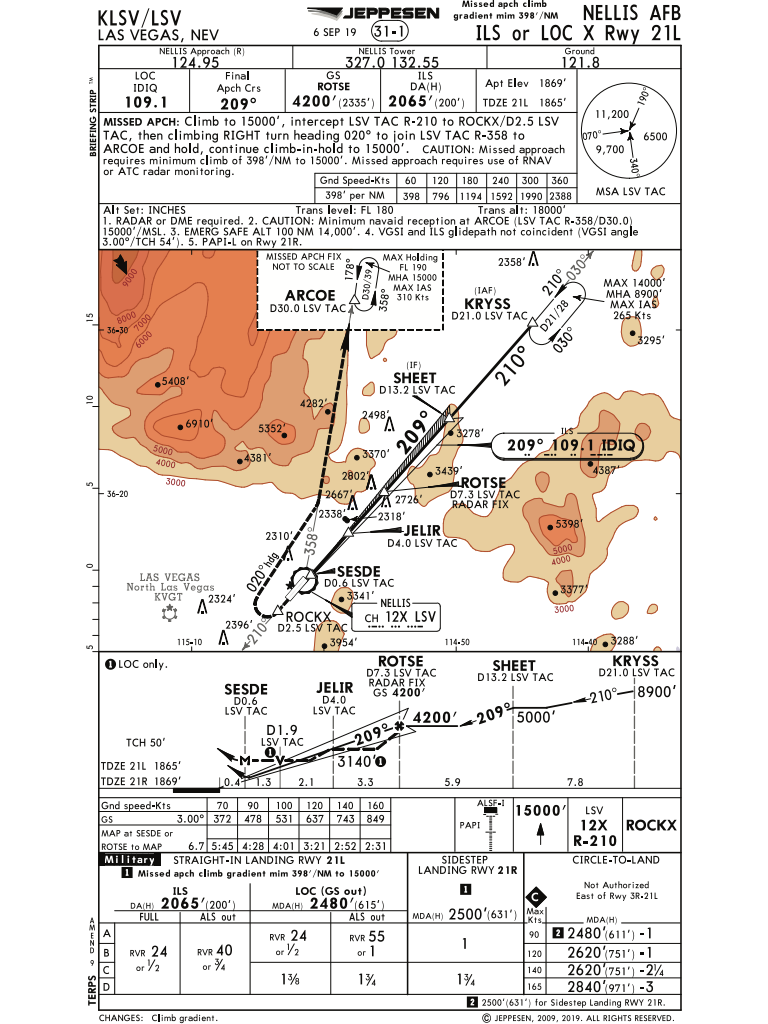 KLSV/LSV
LAS VEGAS, NEV
JEPPESEN
6 SEP 19
31-1
Missed apch climb
gradient mim 398'/NM
NELLIS AFB
ILS or LOC X Rwy 21L
BRIEFING STRIP TM
NELLIS Approach (R)
124.95
NELLIS Tower
327.0 132.55
Ground
121.8
LOC
IDIQ
109.1
Final
Apch Crs
209°
GS
ROTSE
4200' (2335')
ILS
DA(H)
2065' (200')
Apt Elev 1869'
TDZE 21L 1865'
MISSED APCH: Climb to 15000', intercept LSV TAC R-210 to ROCKX/D2.5 LSV
TAC, then climbing RIGHT turn heading 020° to join LSV TAC R-358 to
ARCOE and hold, continue climb-in-hold to 15000'. CAUTION: Missed approach
requires minimum climb of 398'/NM to 15000'. Missed approach requires use of RNAV
or ATC radar monitoring.
Gnd Speed-Kts 60 120 180 240 300 360
398' per NM 398 796 1194 1592 1990 2388
11,200
190°
070°
6500
9,700
340°
MSA LSV TAC
Alt Set: INCHES Trans level: FL 180 Trans alt: 18000'
1. RADAR or DME required. 2. CAUTION: Minimum navaid reception at ARCOE (LSV TAC R-358/D30.0)
15000'/MSL. 3. EMERG SAFE ALT 100 NM 14,000'. 4. VGSI and ILS glidepath not coincident (VGSI angle
3.00°/TCH 54'). 5. PAPI-L on Rwy 21R.
MISSED APCH FIX
NOT TO SCALE
ARCOE
D30.0 LSV TAC
178°
D30/39
358°
MAX Holding
FL 190
MHA 15000
MAX IAS
310 Kts
2358'
210°
030°
(IAF)
KRYSS
D21.0 LSV TAC
D21/28
030°
MAX 14000'
MHA 8900'
MAX IAS
265 Kts
3295'
9000
8000
7000
6000
36-30
15
5408'
6910'
5352'
4282'
4381'
5000
4000
3000
10
(IF)
SHEET
D13.2 LSV TAC
210°
209°
2498'
3278'
ILS
209° 109.1 IDIQ
4387'
3370'
2802'
3439'
ROTSE
D7.3 LSV TAC
RADAR FIX
5
36-20
2667'
2726'
2338'
2318'
JELIR
D4.0 LSV TAC
5398'
5000
4000
2310'
358°
020° hdg
0
SESDE
D0.6 LSV TAC
3341'
3377'
3000
LAS VEGAS
North Las Vegas
KVGT
2324'
NELLIS
CH 12X LSV
ROCKX
D2.5 LSV TAC
2396'
210°
3954'
3288'
5
115-10
114-50
114-40
1 LOC only.
SESDE
D0.6
LSV TAC
JELIR
D4.0
LSV TAC
ROTSE
D7.3 LSV TAC
RADAR FIX
GS 4200'
SHEET
D13.2 LSV TAC
KRYSS
D21.0 LSV TAC
8900'
210°
5000'
209°
4200'
209°
3140' 1
D1.9
LSV TAC
1
M
V
TCH 50'
TDZE 21L 1865'
TDZE 21R 1869'
0.4 1.3 2.1 3.3 5.9 7.8
Gnd speed-Kts 70 90 100 120 140 160
GS 3.00° 372 478 531 637 743 849
MAP at SESDE or
ROTSE to MAP 6.7 5:45 4:28 4:01 3:21 2:52 2:31
ALSF-I
PAPI
15000'
LSV
12X
R-210
ROCKX
Military STRAIGHT-IN LANDING RWY 21L
1 Missed apch climb gradient mim 398'/NM to 15000'
SIDESTEP
LANDING RWY 21R
1
CIRCLE-TO-LAND
Not Authorized
East of Rwy 3R-21L
ILS
DA(H) 2065' (200')
FULL
ALS out
LOC (GS out)
MDA(H) 2480' (615')
ALS out
MDA(H) 2500' (631')
C
Max
Kts.
MDA(H)
A
B
C
D
RVR 24
or 1/2
RVR 40
or 3/4
RVR 24
or 1/2
RVR 55
or 1
1
1 3/8
1 3/4
1 3/4
90 2 2480' (611') -1
120 2620' (751') -1
140 2620' (751') -2 1/4
165 2840' (971') -3
2 2500' (631') for Sidestep Landing RWY 21R.
TERPS AMEND 9
CHANGES: Climb gradient.
© JEPPESEN, 2009, 2019. ALL RIGHTS RESERVED.